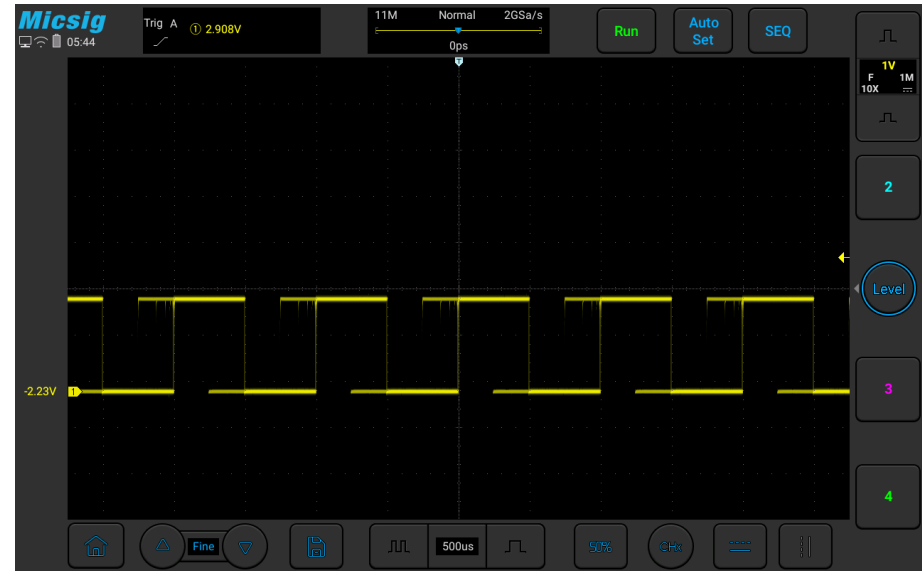 Micsig
05:44
Trig A
① 2.908V
11M Normal 2GSa/s
0ps
T
Run
Auto
Set
SEQ
1V
F 1M
10X
2
Level
-2.23V
1
3
4
Fine
500us
50%
CHx